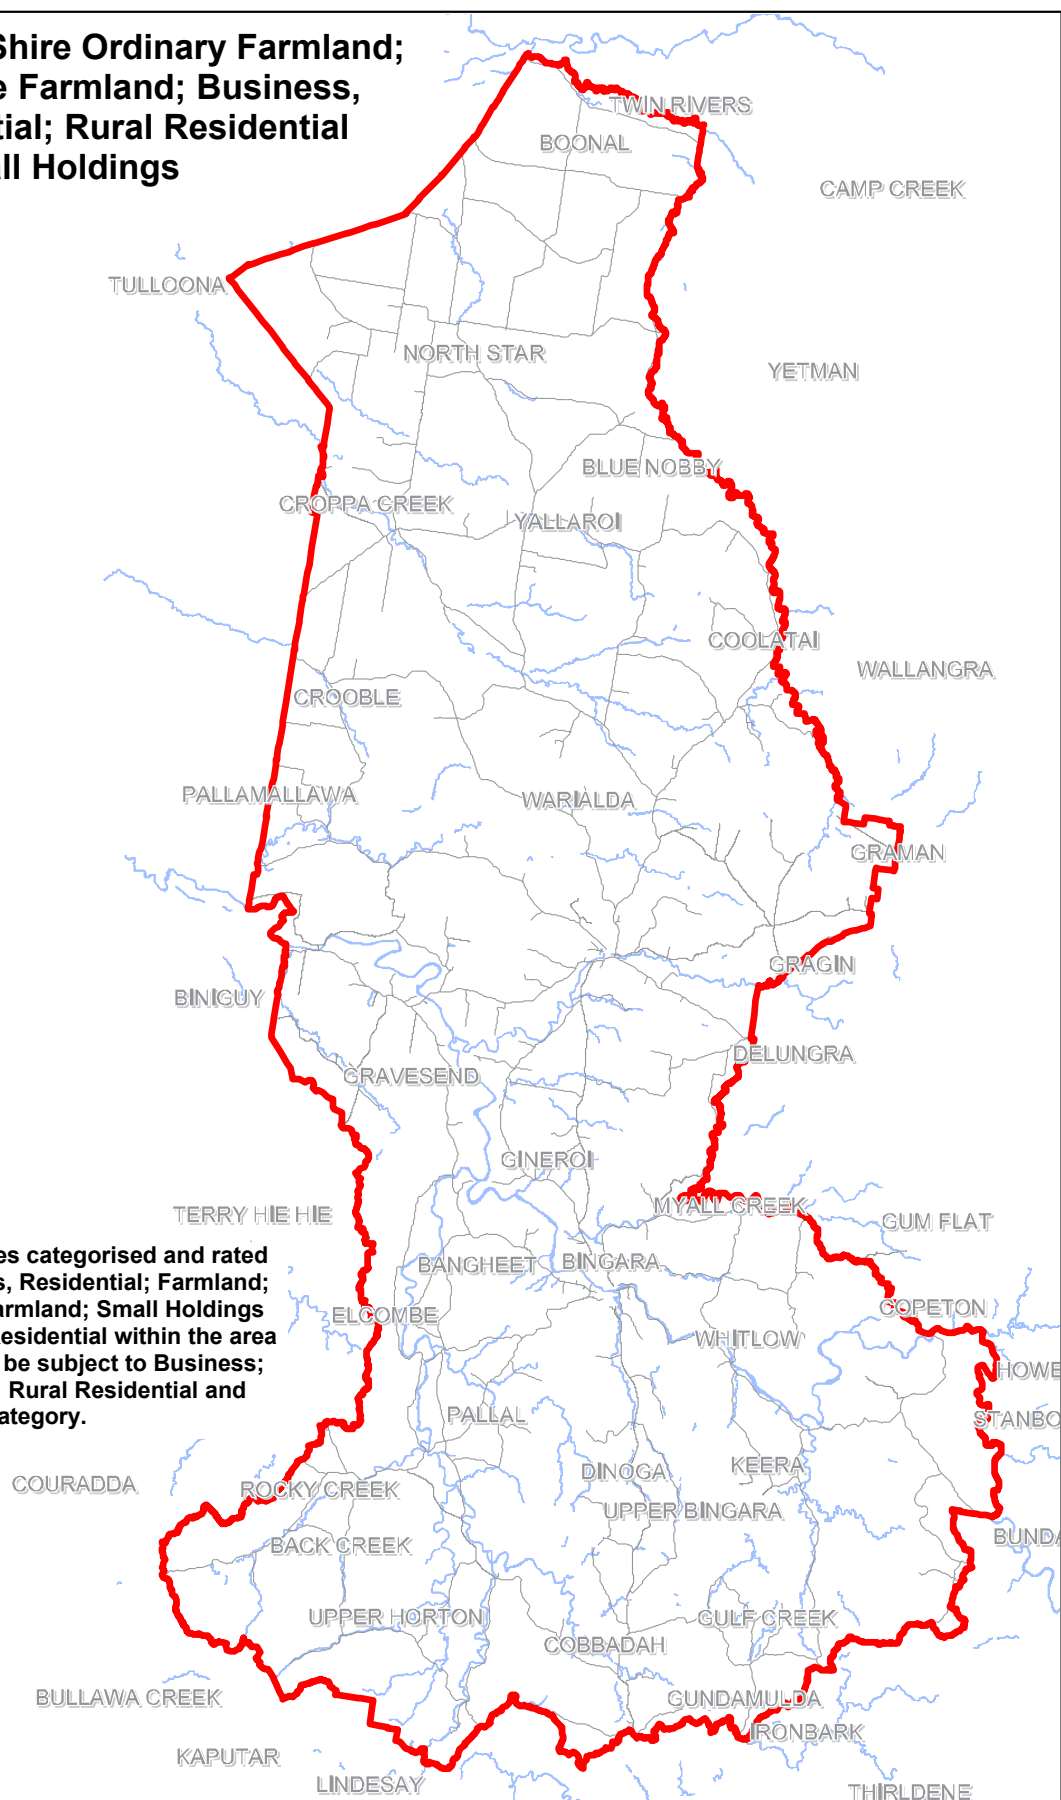 Shire Ordinary Farmland;
Farmland; Business,
Rural Residential
Holdings
TWIN RIVERS
BOONAL
CAMP CREEK
TULLOONA
NORTH STAR
YETMAN
BLUE NOBBY
CROPPA CREEK
YALLAROI
COOLATAI
WALLANGRA
CROOBLE
PALLAMALLAWA
WARIALDA
GRAMAN
GRAGIN
BINIGUY
DELUNGRA
GRAVESEND
GINEROI
MYALL CREEK
TERRY HIE HIE
GUM FLAT
es categorised and rated
s, Residential; Farmland;
armland; Small Holdings
Residential within the area
be subject to Business;
Rural Residential and
ategory.
BANGHEET
BINGARA
ELCOMBE
COPETON
WHITLOW
HOWE
STANBO
PALLAL
COURADDA
DINOGA
KEERA
ROCKY CREEK
UPPER BINGARA
BACK CREEK
BUNDA
UPPER HORTON
GULF CREEK
COBBADAH
BULLAWA CREEK
GUNDAMULDA
IRONBARK
KAPUTAR
LINDESAY
THIRLDENE